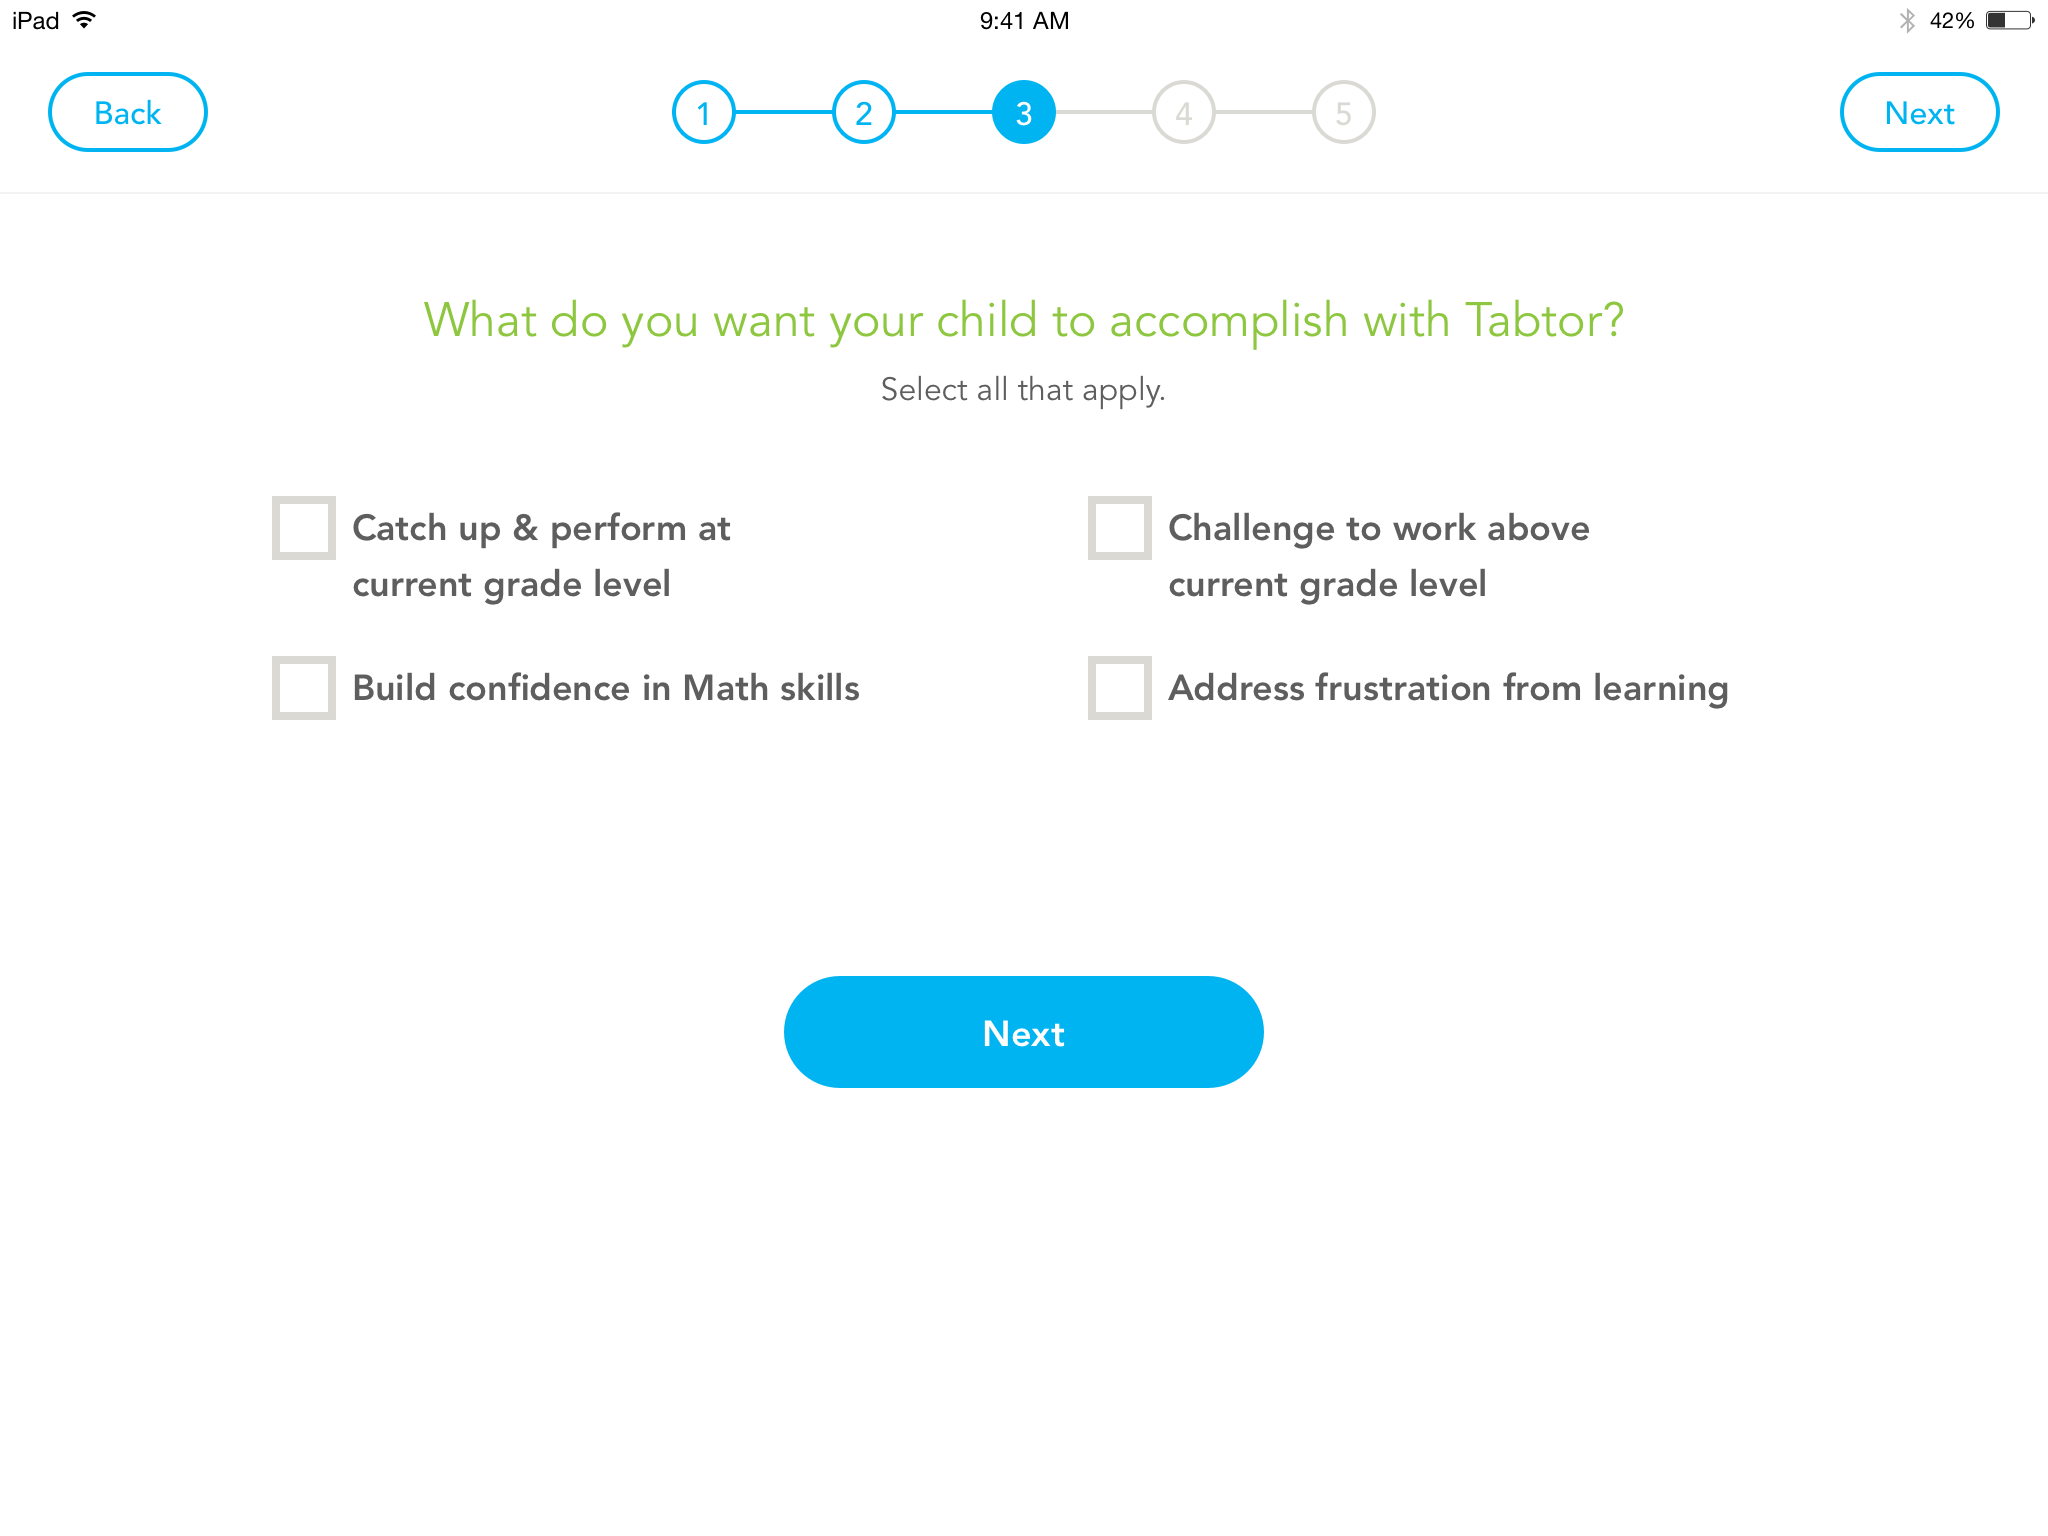 iPad 9:41 AM 42%
Back 1 2 3 4 5 Next
What do you want your child to accomplish with Tabtor?
Select all that apply.
Catch up & perform at
current grade level
Challenge to work above
current grade level
Build confidence in Math skills
Address frustration from learning
Next